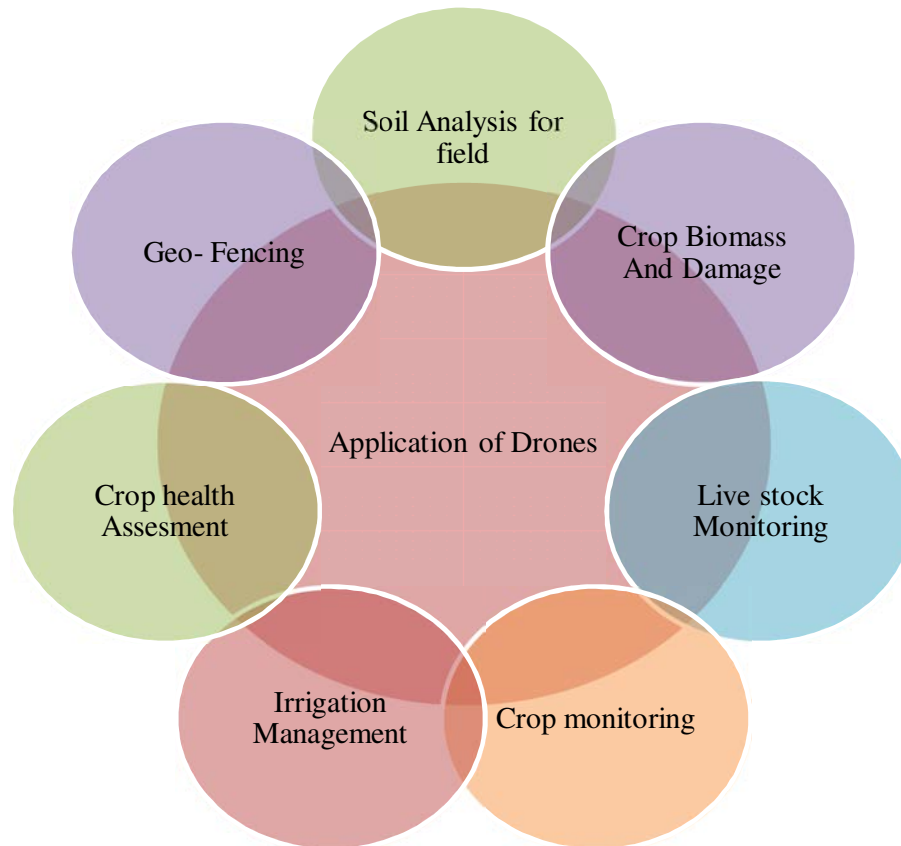 Soil Analysis for
field
Geo- Fencing
Crop Biomass
And Damage
Application of Drones
Crop health
Assesment
Live stock
Monitoring
Irrigation
Management
Crop monitoring